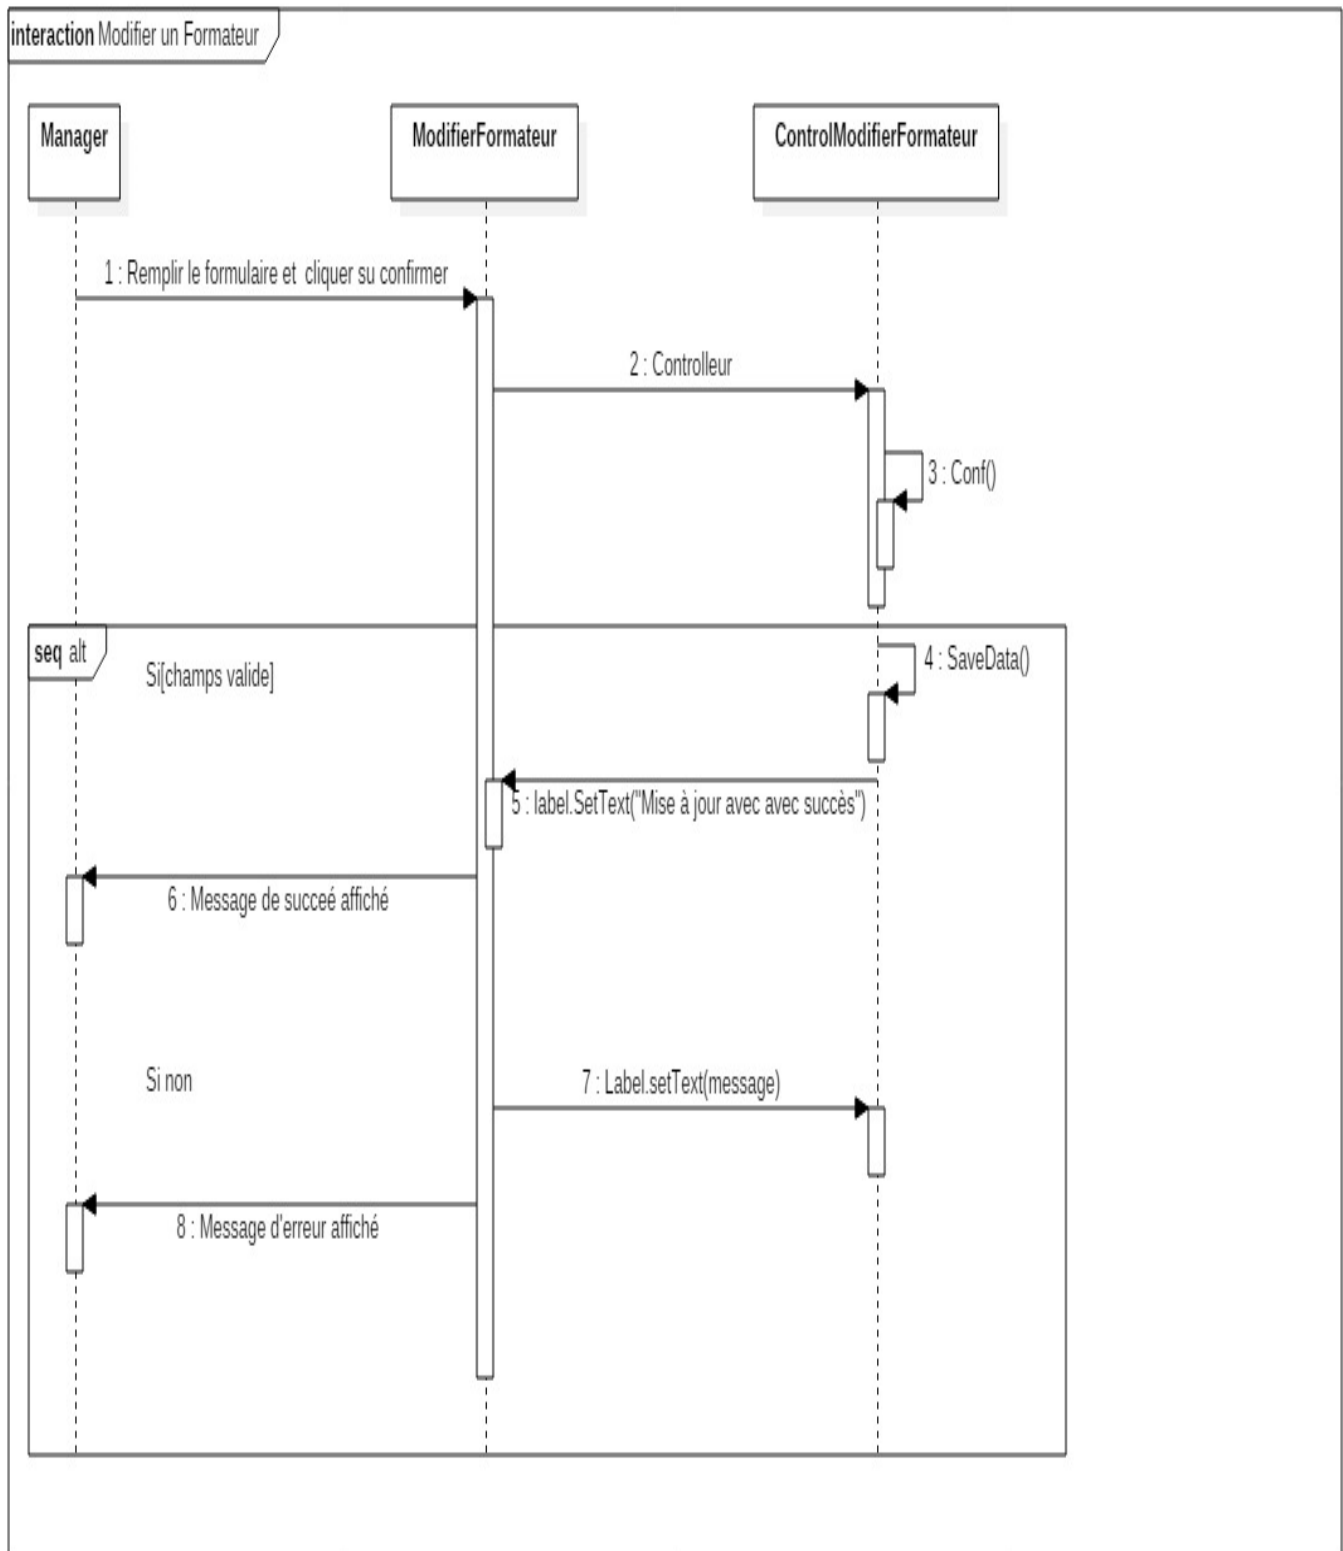 interaction Modifier un Formateur
Manager
ModifierFormateur
ControlModifierFormateur
1 : Remplir le formulaire et cliquer su confirmer
2 : Controlleur
3 : Conf()
seq alt
Si[champs valide]
4 : SaveData()
5 : label.SetText("Mise à jour avec avec succès")
6 : Message de succeé affiché
Si non
7 : Label.setText(message)
8 : Message d'erreur affiché